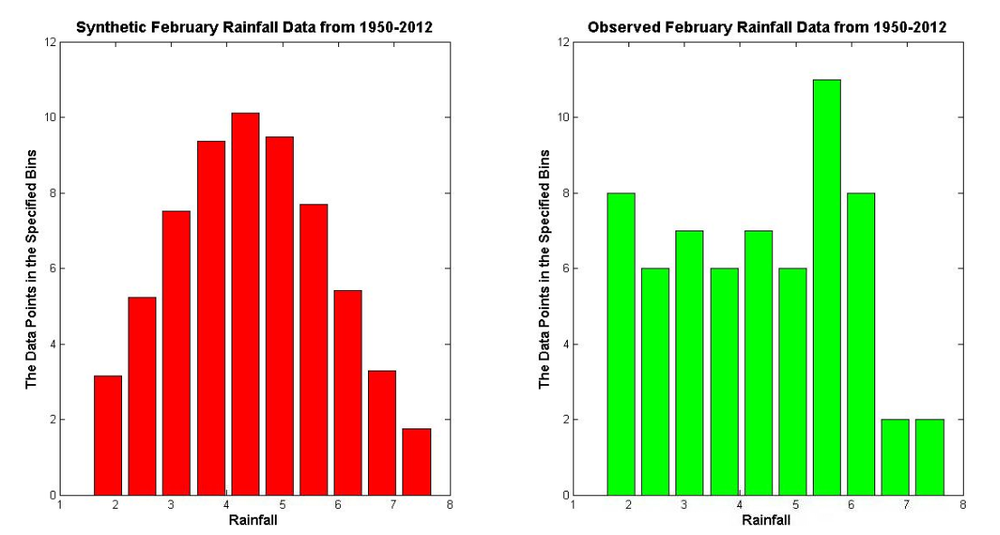 Synthetic February Rainfall Data from 1950-2012
12
10
8
6
4
2
0
The Data Points in the Specified Bins
1 2 3 4 5 6 7 8
Rainfall
Observed February Rainfall Data from 1950-2012
12
10
8
6
4
2
0
The Data Points in the Specified Bins
1 2 3 4 5 6 7 8
Rainfall